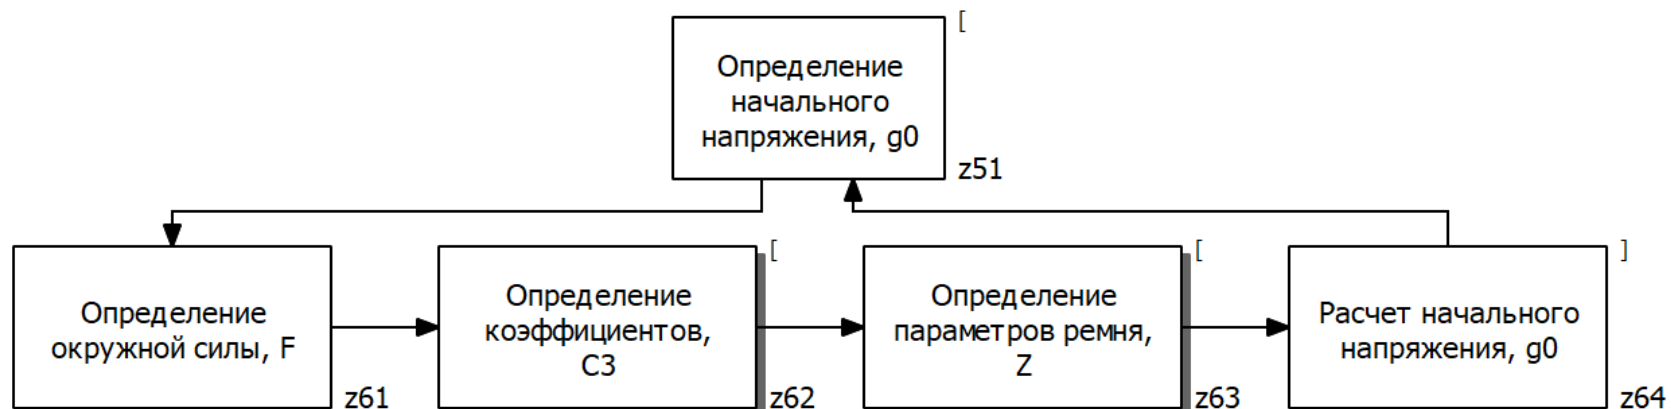 [
Определение
начального
напряжения, g0
z51
Определение
окружной силы, F
z61
[
Определение
коэффициентов,
C3
z62
[
Определение
параметров ремня,
Z
z63
]
Расчет начального
напряжения, g0
z64